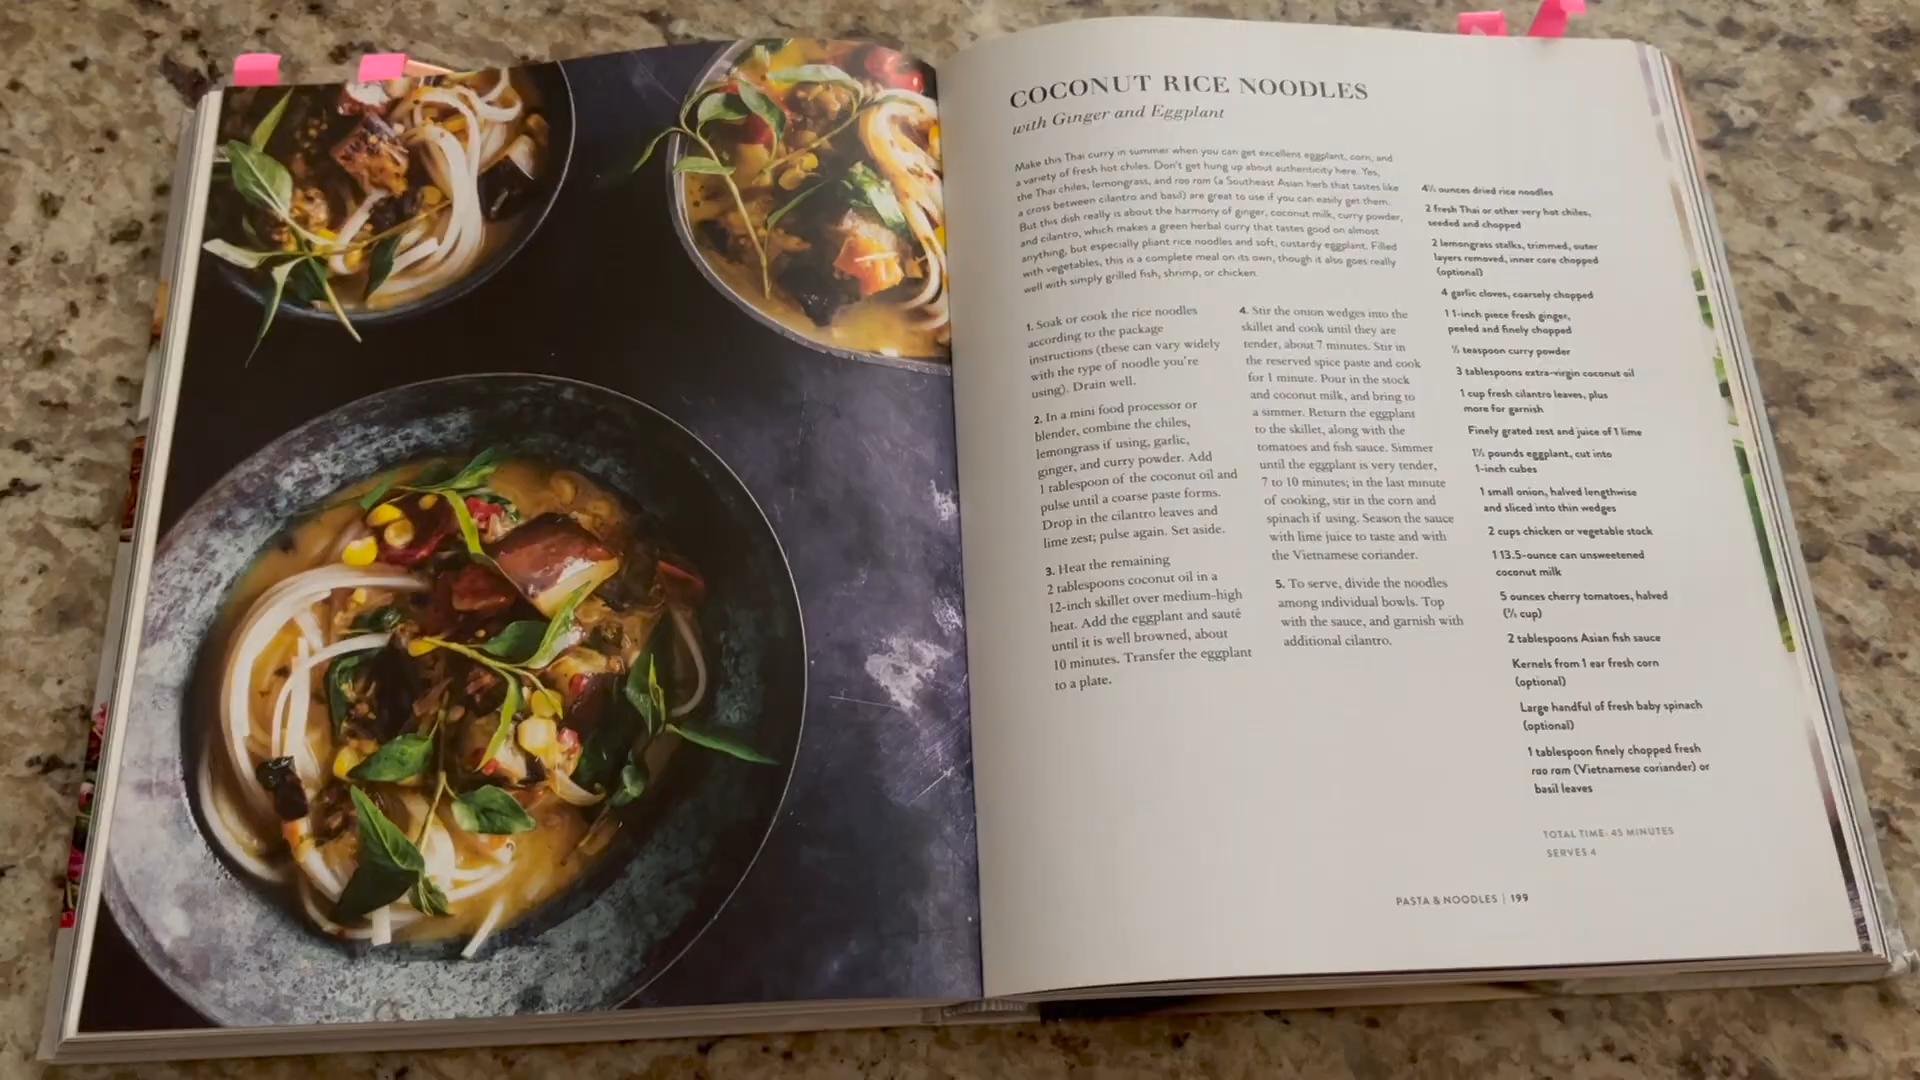 COCONUT RICE NOODLES
with Ginger and Eggplant
Make this Thai curry in summer when you can get excellent eggplant, corn, and
a variety of fresh hot chiles. Don't get hung up about authenticity here. Yes,
the Thai chiles, lemongrass, and rao ram (a Southeast Asian herb that tastes like
a cross between cilantro and basil) are great to use if you can easily get them.
But this dish really is about the harmony of ginger, coconut milk, curry powder,
and cilantro, which makes a green herbal curry that tastes good on almost
anything, but especially pliant rice noodles and soft, custardy eggplant. Filled
with vegetables, this is a complete meal on its own, though it also goes really
well with simply grilled fish, shrimp, or chicken.
1. Soak or cook the rice noodles
according to the package
instructions (these can vary widely
with the type of noodle you're
using). Drain well.
2. In a mini food processor or
blender, combine the chiles,
lemongrass if using, garlic,
ginger, and curry powder. Add
1 tablespoon of the coconut oil and
pulse until a coarse paste forms.
Drop in the cilantro leaves and
lime zest; pulse again. Set aside.
3. Heat the remaining
2 tablespoons coconut oil in a
12-inch skillet over medium-high
heat. Add the eggplant and sauté
until it is well browned, about
10 minutes. Transfer the eggplant
to a plate.
4. Stir the onion wedges into the
skillet and cook until they are
tender, about 7 minutes. Stir in
the reserved spice paste and cook
for 1 minute. Pour in the stock
and coconut milk, and bring to
a simmer. Return the eggplant
to the skillet, along with the
tomatoes and fish sauce. Simmer
until the eggplant is very tender,
7 to 10 minutes; in the last minute
of cooking, stir in the corn and
spinach if using. Season the sauce
with lime juice to taste and with
the Vietnamese coriander.
5. To serve, divide the noodles
among individual bowls. Top
with the sauce, and garnish with
additional cilantro.
ounces dried rice noodles
2 fresh Thai or other very hot chiles,
seeded and chopped
2 lemongrass stalks, trimmed, outer
layers removed, inner core chopped
(optional)
4 garlic cloves, coarsely chopped
1 1-inch piece fresh ginger,
peeled and finely chopped
teaspoon curry powder
3 tablespoons extra-virgin coconut oil
1 cup fresh cilantro leaves, plus
more for garnish
Finely grated zest and juice of 1 lime
pounds eggplant, cut into
1-inch cubes
1 small onion, halved lengthwise
and sliced into thin wedges
2 cups chicken or vegetable stock
1 13.5-ounce can unsweetened
coconut milk
5 ounces cherry tomatoes, halved
cup)
2 tablespoons Asian fish sauce
Kernels from 1 ear fresh corn
(optional)
Large handful of fresh baby spinach
(optional)
1 tablespoon finely chopped fresh
rao ram (Vietnamese coriander) or
basil leaves
TOTAL TIME: 45 MINUTES
SERVES 4
PASTA & NOODLES | 199